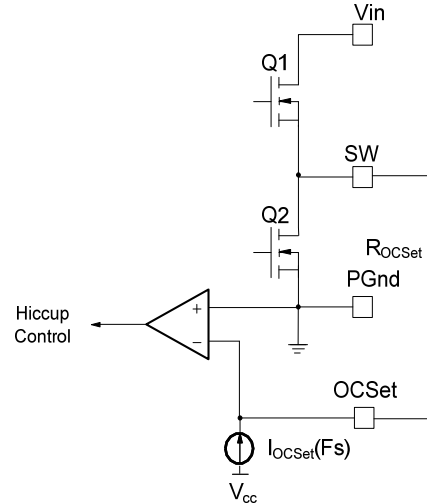 Vin
Q1
SW
Q2
ROCSet
PGnd
Hiccup
Control
+
−
OCSet
IOCSet(Fs)
Vcc